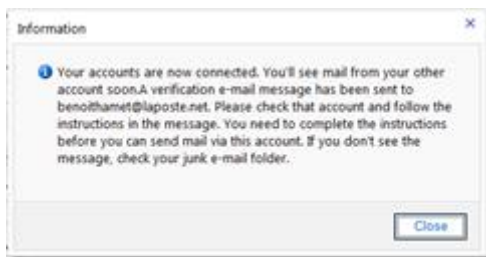 Information
Your accounts are now connected. You'll see mail from your other
account soon.A verification e-mail message has been sent to
benoithamet@laposte.net. Please check that account and follow the
instructions in the message. You need to complete the instructions
before you can send mail via this account. If you don't see the
message, check your junk e-mail folder.
Close